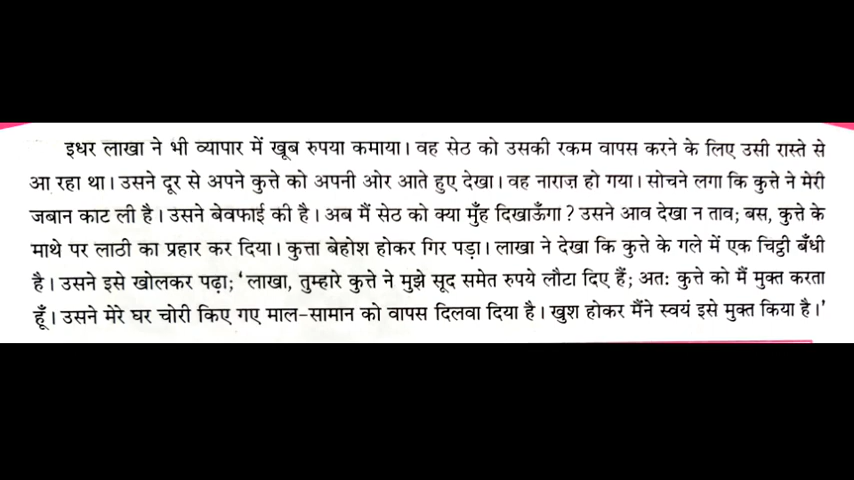 इधर लाखा ने भी व्यापार में खूब रुपया कमाया। वह सेठ को उसकी रकम वापस करने के लिए उसी रास्ते से
आ रहा था। उसने दूर से अपने कुत्ते को अपनी ओर आते हुए देखा। वह नाराज़ हो गया। सोचने लगा कि कुत्ते ने मेरी
जबान काट ली है। उसने बेवफाई की है। अब मैं सेठ को क्या मुँह दिखाऊँगा? उसने आव देखा न ताव; बस, कुत्ते के
माथे पर लाठी का प्रहार कर दिया। कुत्ता बेहोश होकर गिर पड़ा। लाखा ने देखा कि कुत्ते के गले में एक चिट्ठी बँधी
है। उसने इसे खोलकर पढ़ा; 'लाखा, तुम्हारे कुत्ते ने मुझे सूद समेत रुपये लौटा दिए हैं; अतः कुत्ते को मैं मुक्त करता
हूँ। उसने मेरे घर चोरी किए गए माल-सामान को वापस दिलवा दिया है। खुश होकर मैंने स्वयं इसे मुक्त किया है।'